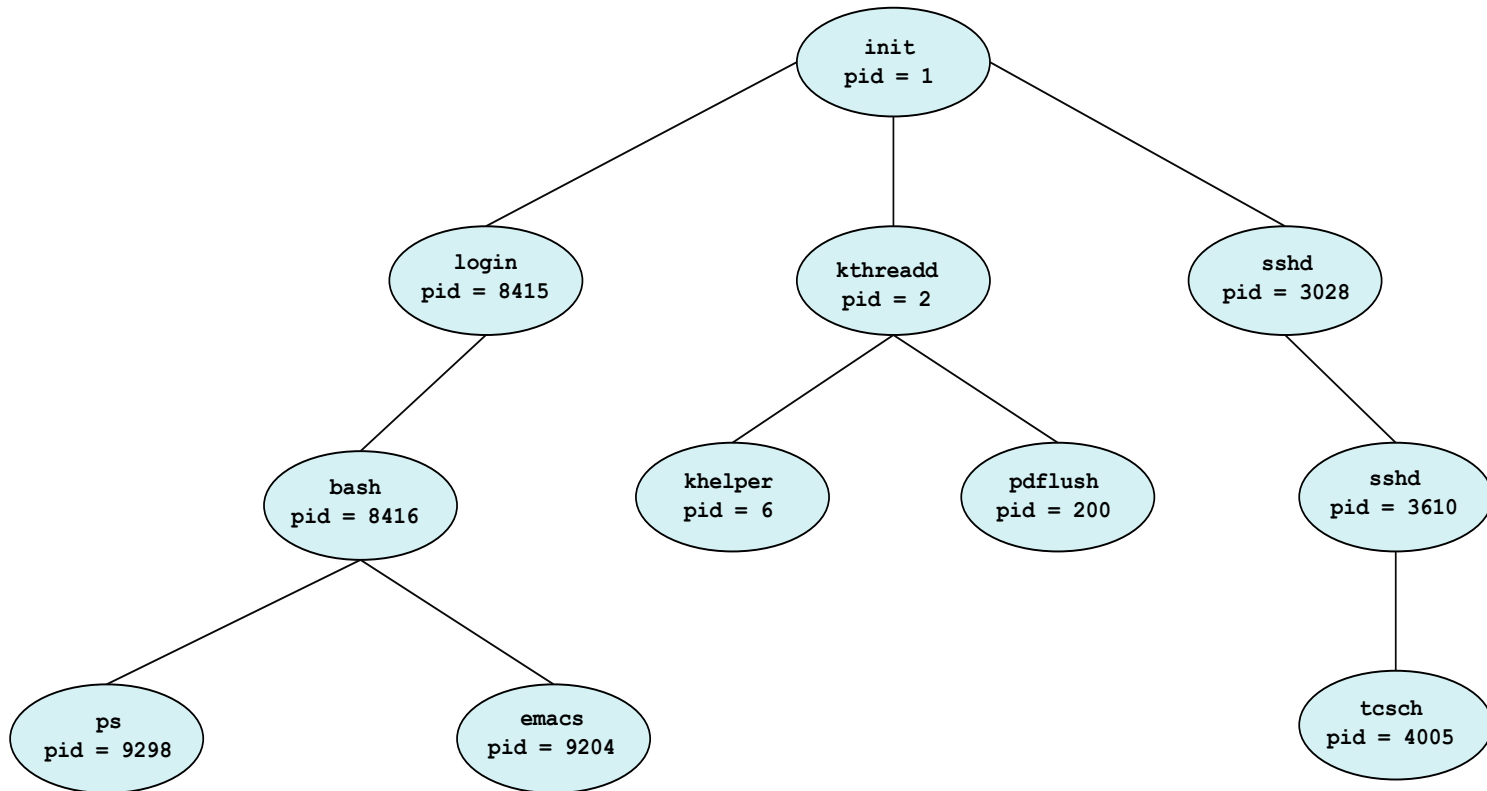 init
pid = 1
login
pid = 8415
kthreadd
pid = 2
sshd
pid = 3028
bash
pid = 8416
khelper
pid = 6
pdflush
pid = 200
sshd
pid = 3610
ps
pid = 9298
emacs
pid = 9204
tcsch
pid = 4005